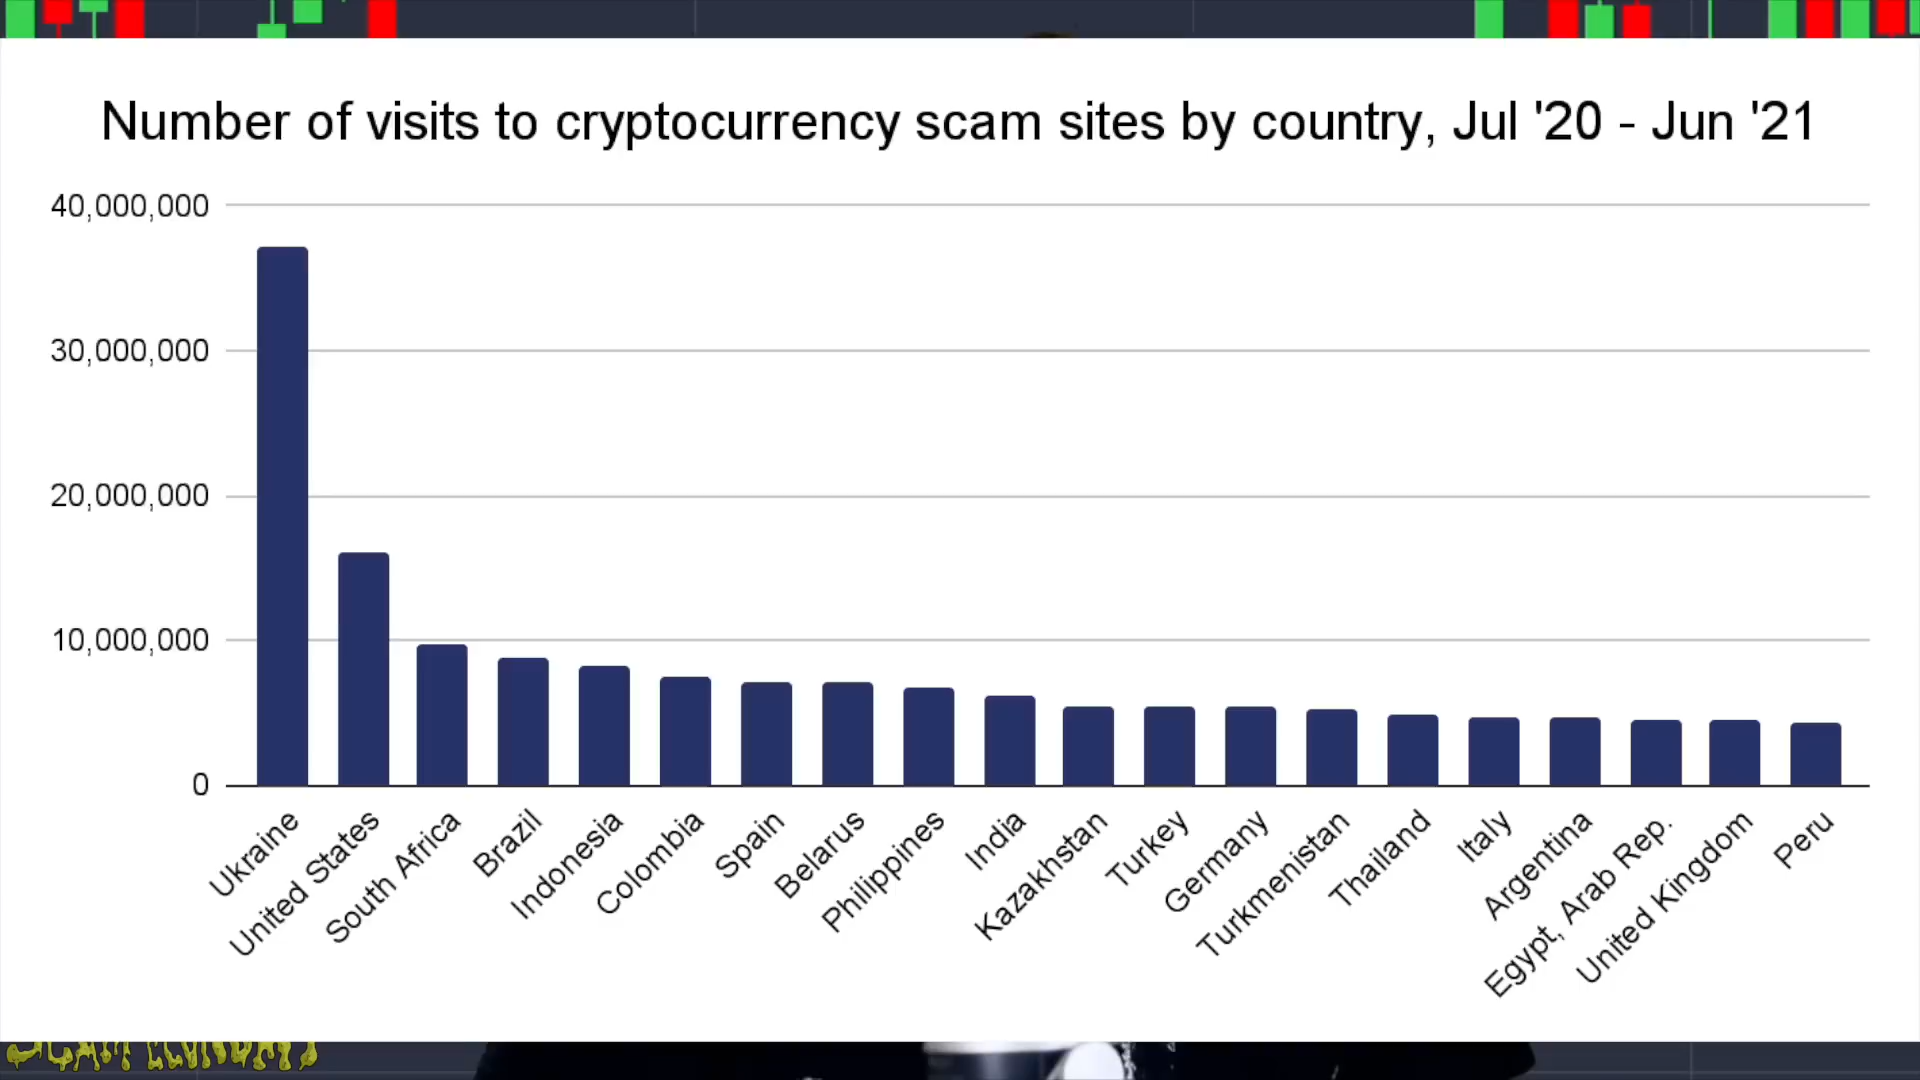 Number of visits to cryptocurrency scam sites by country, Jul '20 - Jun '21
40,000,000
30,000,000
20,000,000
10,000,000
0
Ukraine
United States
South Africa
Brazil
Indonesia
Colombia
Spain
Belarus
Philippines
India
Kazakhstan
Turkey
Germany
Turkmenistan
Thailand
Italy
Argentina
Egypt, Arab Rep.
United Kingdom
Peru
SCAM ECONOMY